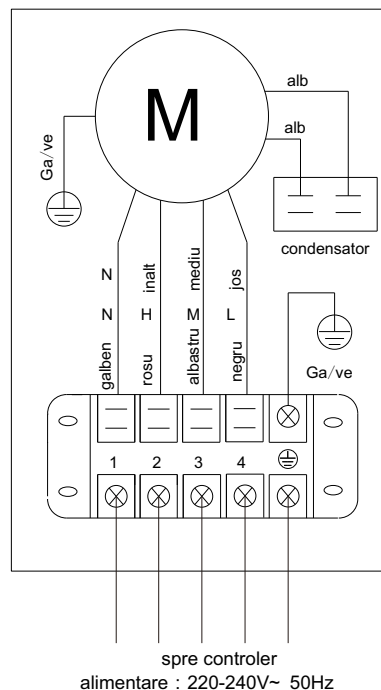 M
alb
alb
Ga/ve
condensator
N
inalt
mediu
jos
N
H
M
L
galben
rosu
albastru
negru
Ga/ve
1 2 3 4
spre controler
alimentare : 220-240V~ 50Hz